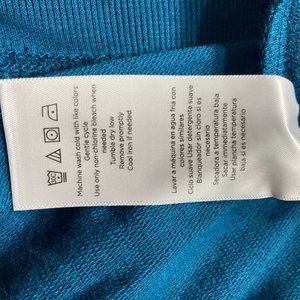 Machine wash cold with like colors
Gentle cycle
Use only non-chlorine bleach when
needed
Tumble dry low
Remove promptly
Cool iron if needed
Lavar a máquina en agua fria con
colores similares
Ciclo suave Usar detergente suave
Blanqueador sin cloro si es
necesario
Secadora a temperatura baja
Sacar inmediatamente
Usar plancha temperatura
baja si es necesario